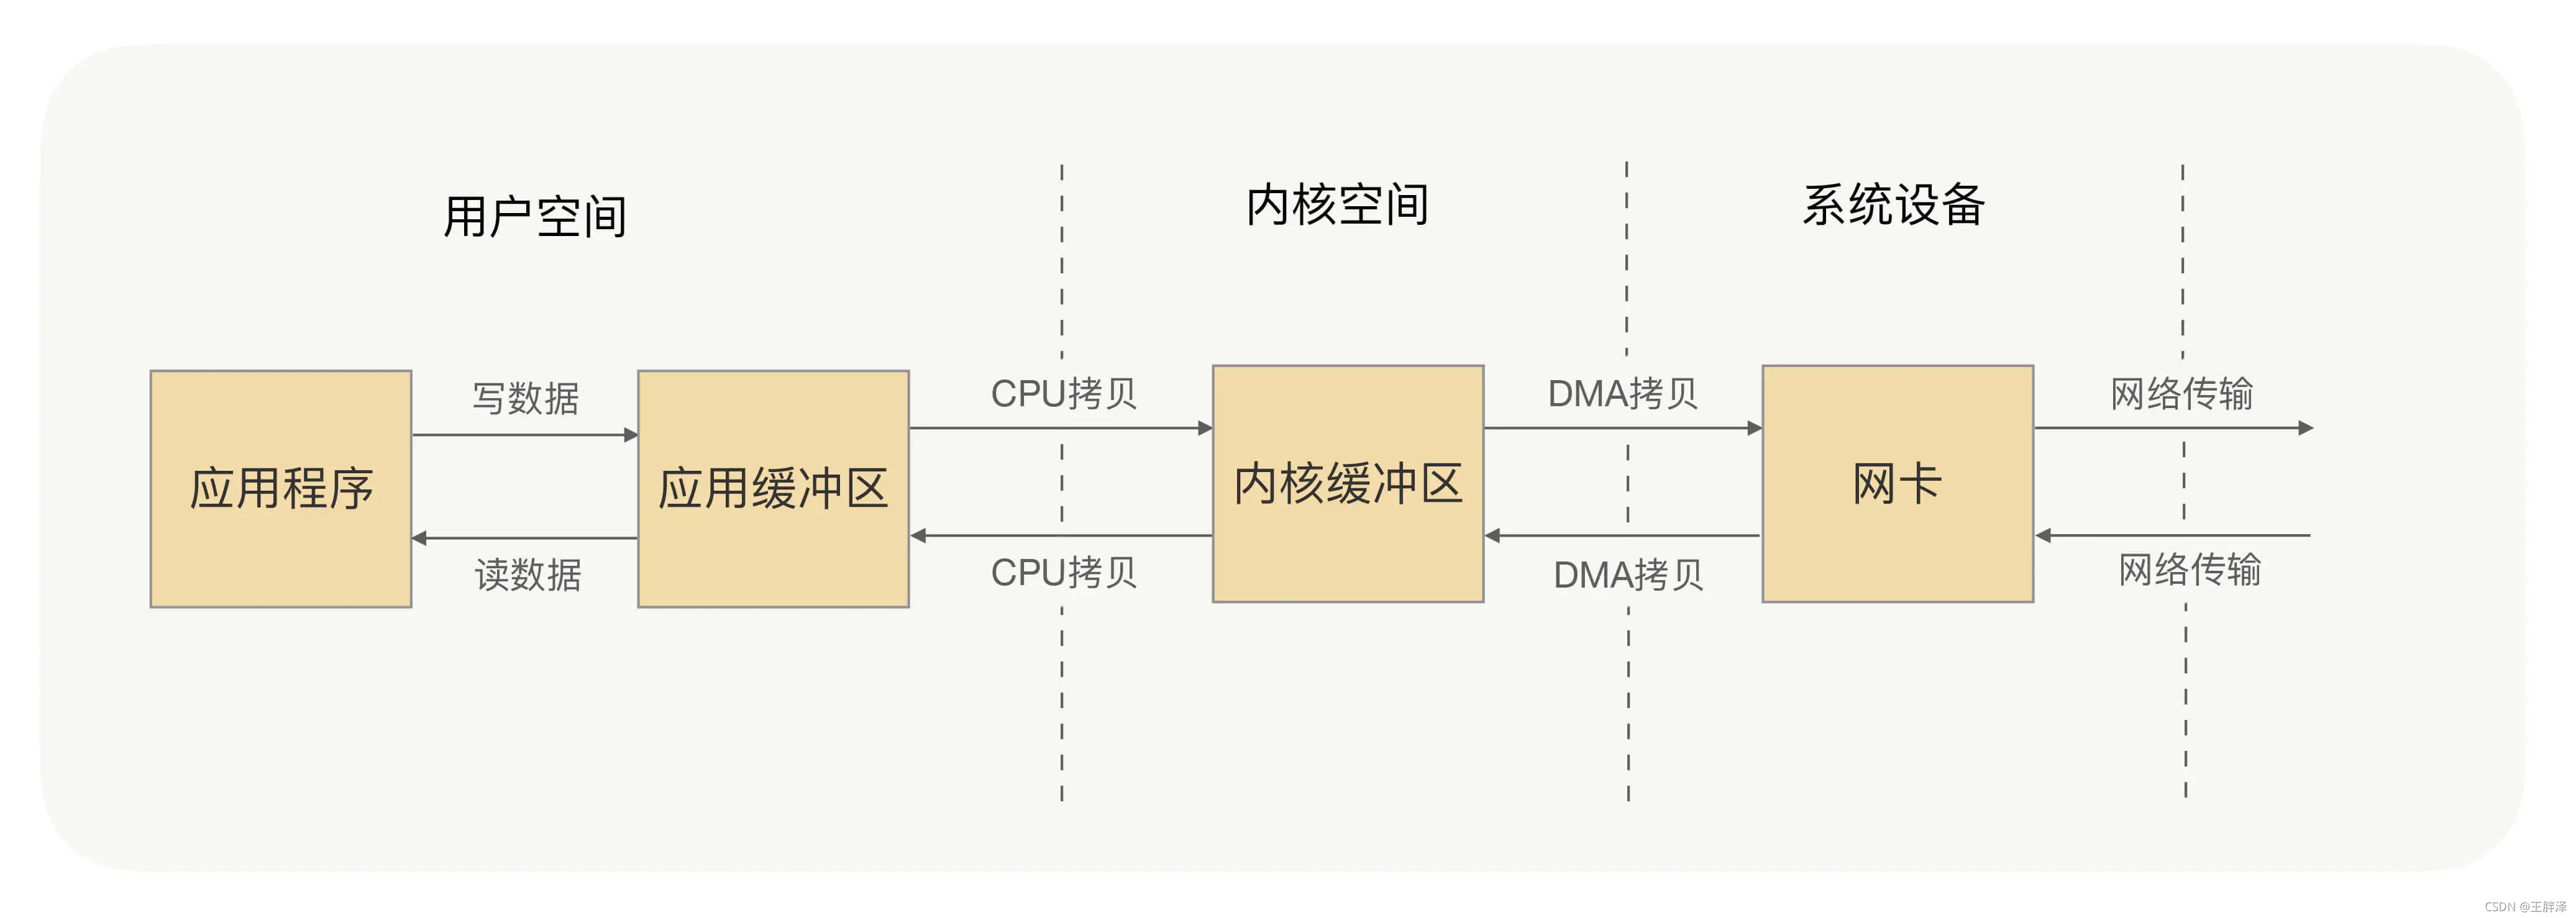 用户空间
内核空间
系统设备
写数据
CPU拷贝
DMA拷贝
网络传输
应用程序
应用缓冲区
内核缓冲区
网卡
读数据
CPU拷贝
DMA拷贝
网络传输
CSDN @王胖泽